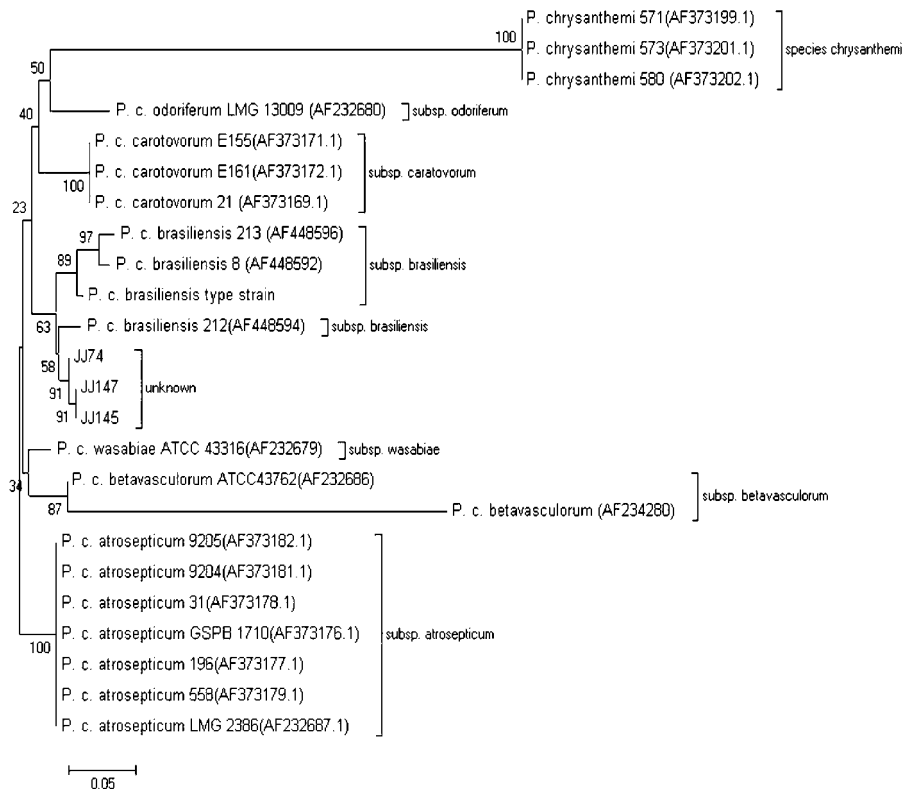 P. chrysanthemi 571(AF373199.1)
100
P. chrysanthemi 573(AF373201.1)
species chrysanthemi
P. chrysanthemi 580 (AF373202.1)
50
P. c. odoriferum LMG 13009 (AF232680)
subsp. odoriferum
40
P. c. carotovorum E155(AF373171.1)
P. c. carotovorum E161(AF373172.1)
subsp. caratovorum
100
P. c. carotovorum 21 (AF373169.1)
23
P. c. brasiliensis 213 (AF448596)
97
89
P. c. brasiliensis 8 (AF448592)
subsp. brasiliensis
P. c. brasiliensis type strain
63
P. c. brasiliensis 212(AF448594)
subsp. brasiliensis
JJ74
58
JJ147
unknown
91
91
JJ145
P. c. wasabiae ATCC 43316(AF232679)
subsp. wasabiae
34
P. c. betavasculorum ATCC43762(AF232686)
subsp. betavasculorum
87
P. c. betavasculorum (AF234280)
P. c. atrosepticum 9205(AF373182.1)
P. c. atrosepticum 9204(AF373181.1)
P. c. atrosepticum 31(AF373178.1)
P. c. atrosepticum GSPB 1710(AF373176.1)
subsp. atrosepticum
100
P. c. atrosepticum 196(AF373177.1)
P. c. atrosepticum 558(AF373179.1)
P. c. atrosepticum LMG 2386(AF232687.1)
0.05